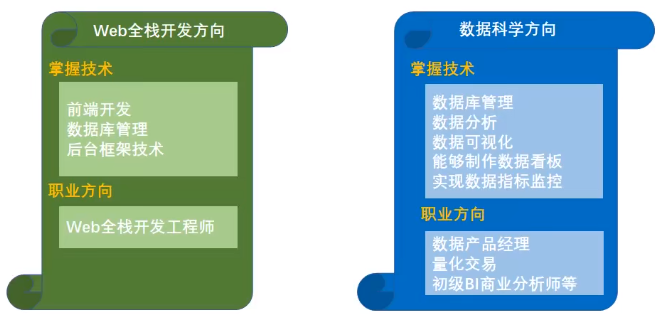 Web全栈开发方向
掌握技术
前端开发
数据库管理
后台框架技术
职业方向
Web全栈开发工程师
数据科学方向
掌握技术
数据库管理
数据分析
数据可视化
能够制作数据看板
实现数据指标监控
职业方向
数据产品经理
量化交易
初级BI商业分析师等